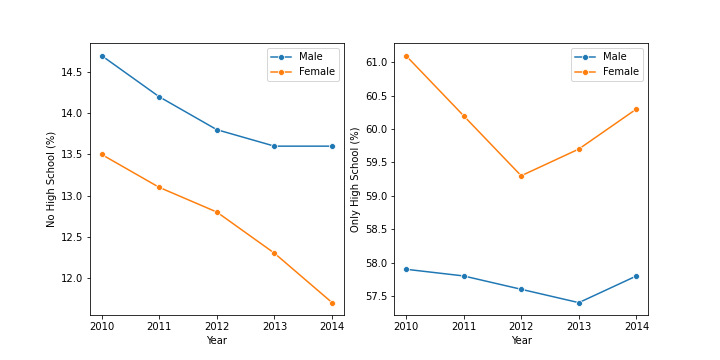 No High School (%)
14.5
14.0
13.5
13.0
12.5
12.0
2010 2011 2012 2013 2014
Year
Male
Female
Only High School (%)
61.0
60.5
60.0
59.5
59.0
58.5
58.0
57.5
2010 2011 2012 2013 2014
Year
Male
Female